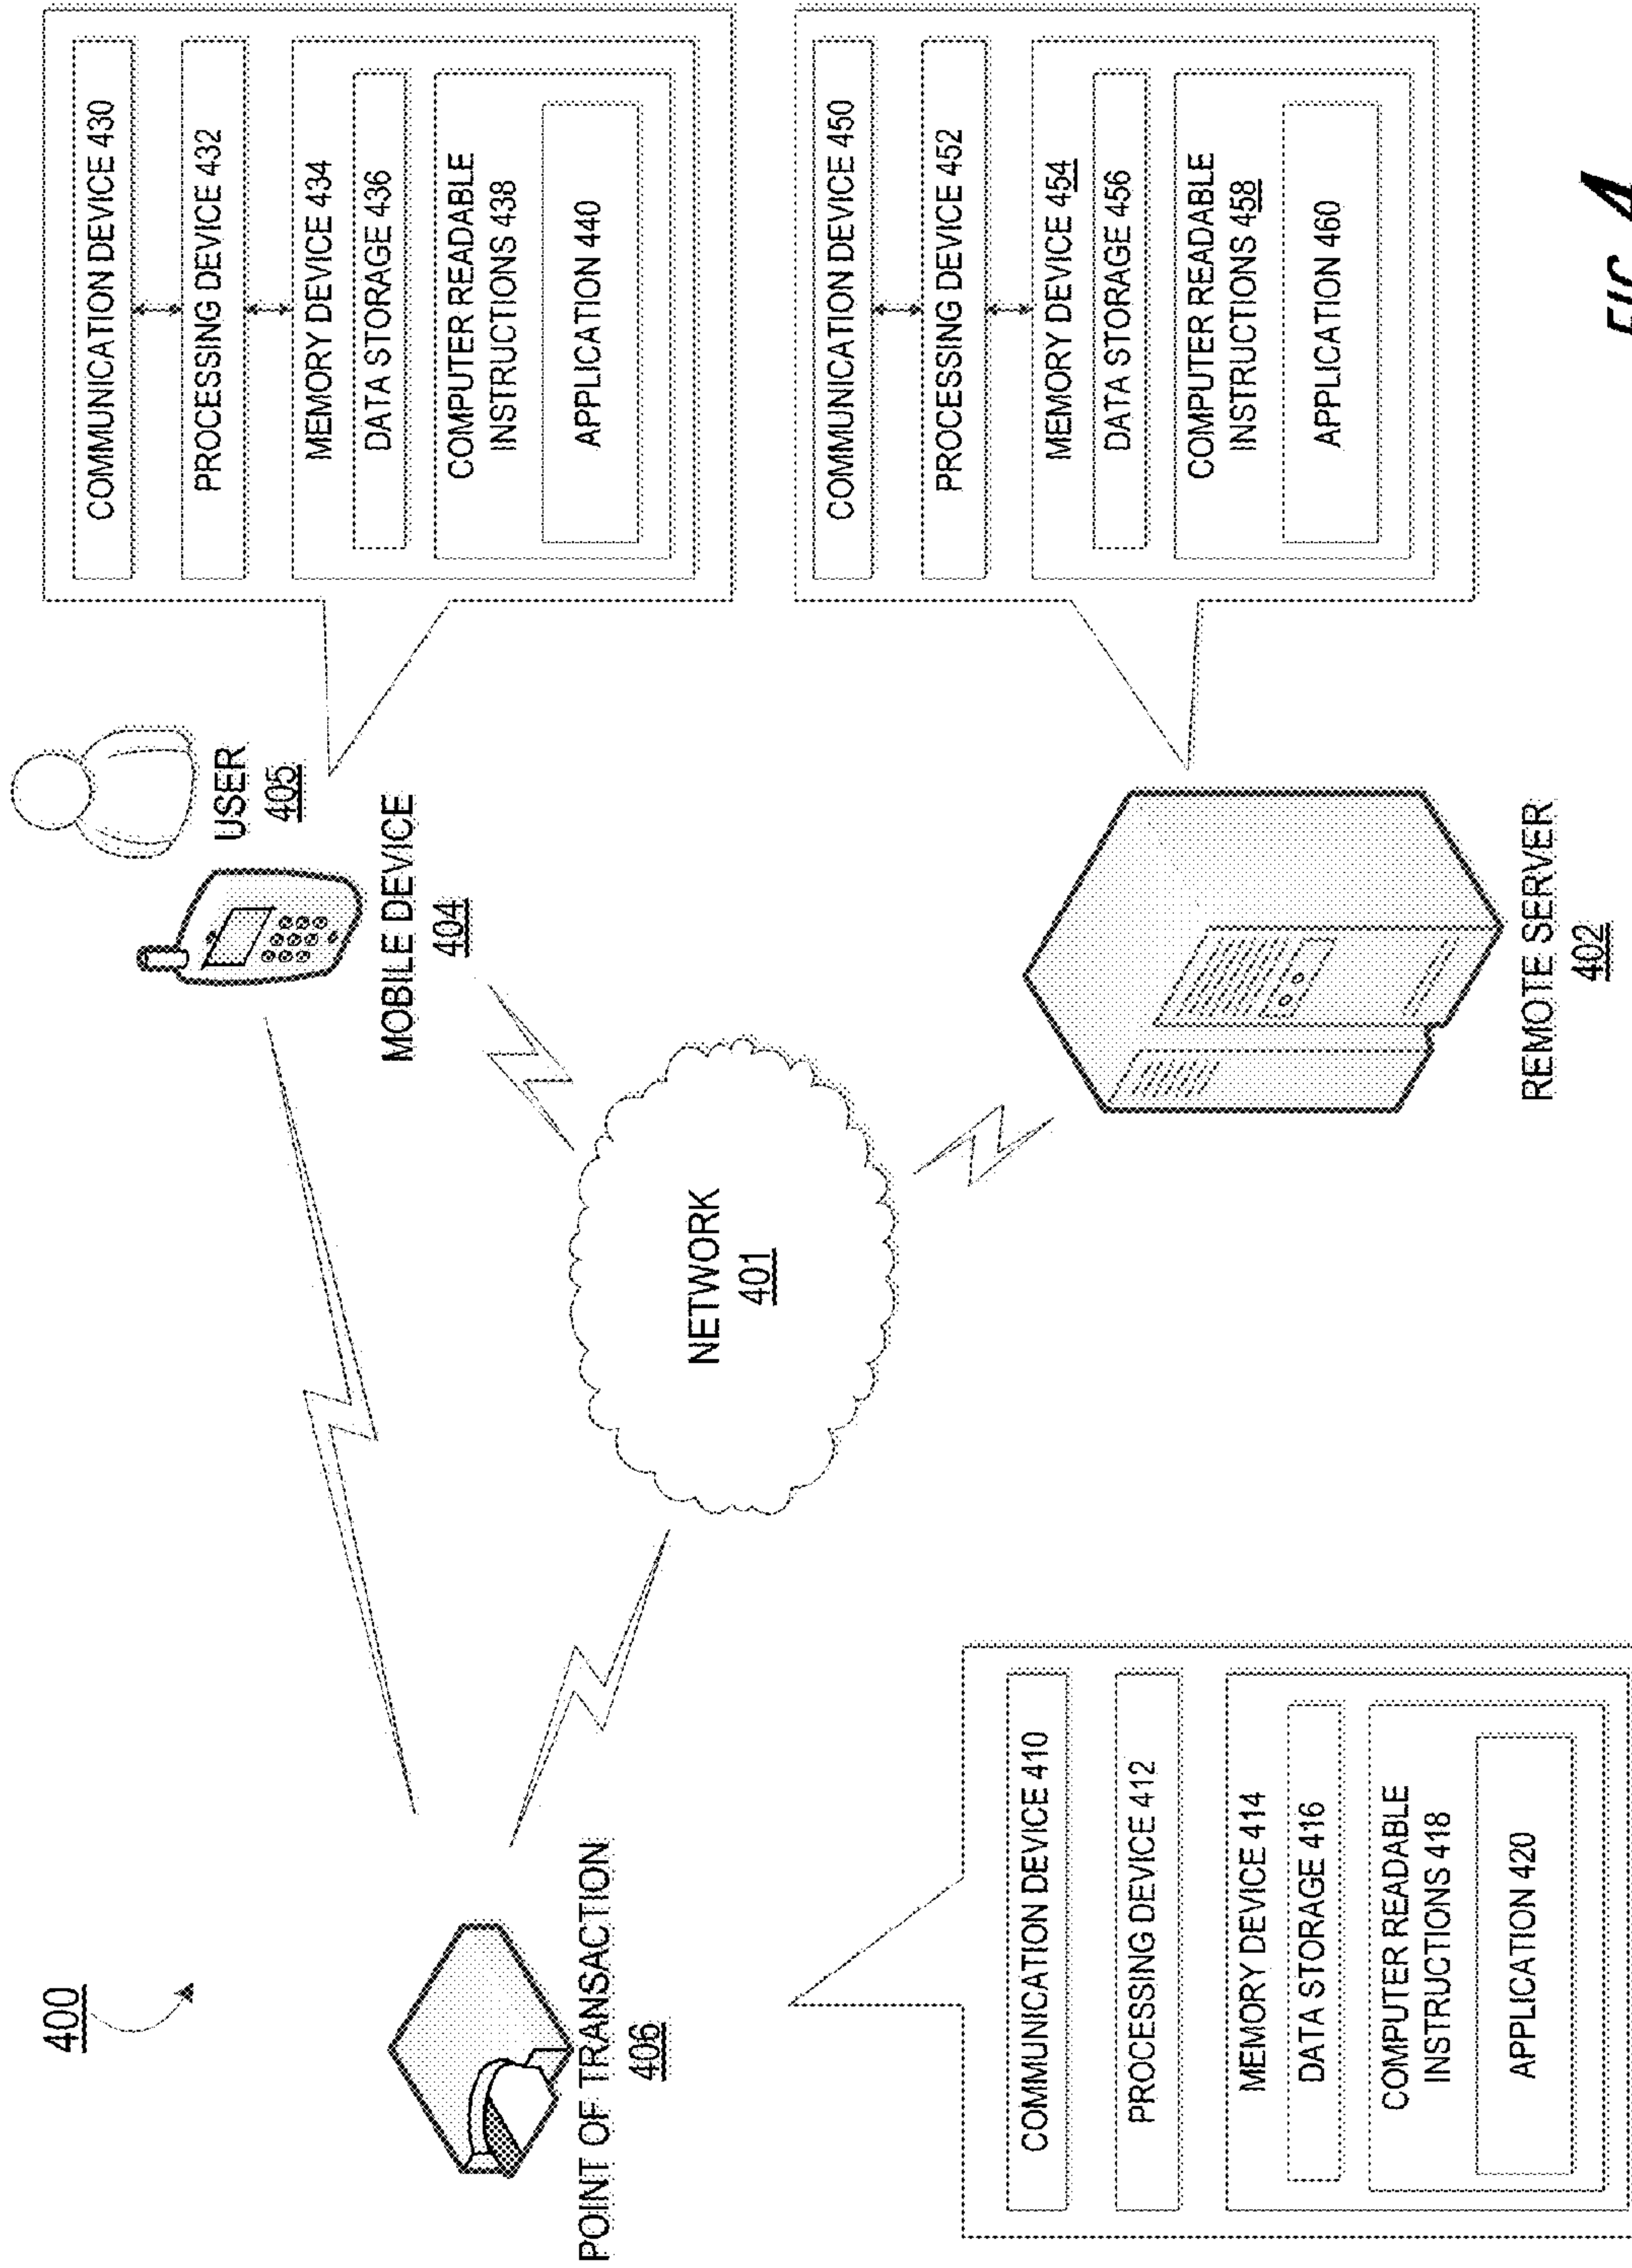 400
POINT OF TRANSACTION
406
COMMUNICATION DEVICE 410
PROCESSING DEVICE 412
MEMORY DEVICE 414
DATA STORAGE 416
COMPUTER READABLE
INSTRUCTIONS 418
APPLICATION 420
NETWORK
401
USER
405
MOBILE DEVICE
404
REMOTE SERVER
402
COMMUNICATION DEVICE 430
PROCESSING DEVICE 432
MEMORY DEVICE 434
DATA STORAGE 436
COMPUTER READABLE
INSTRUCTIONS 438
APPLICATION 440
COMMUNICATION DEVICE 450
PROCESSING DEVICE 452
MEMORY DEVICE 454
DATA STORAGE 456
COMPUTER READABLE
INSTRUCTIONS 458
APPLICATION 460
FIG. 4